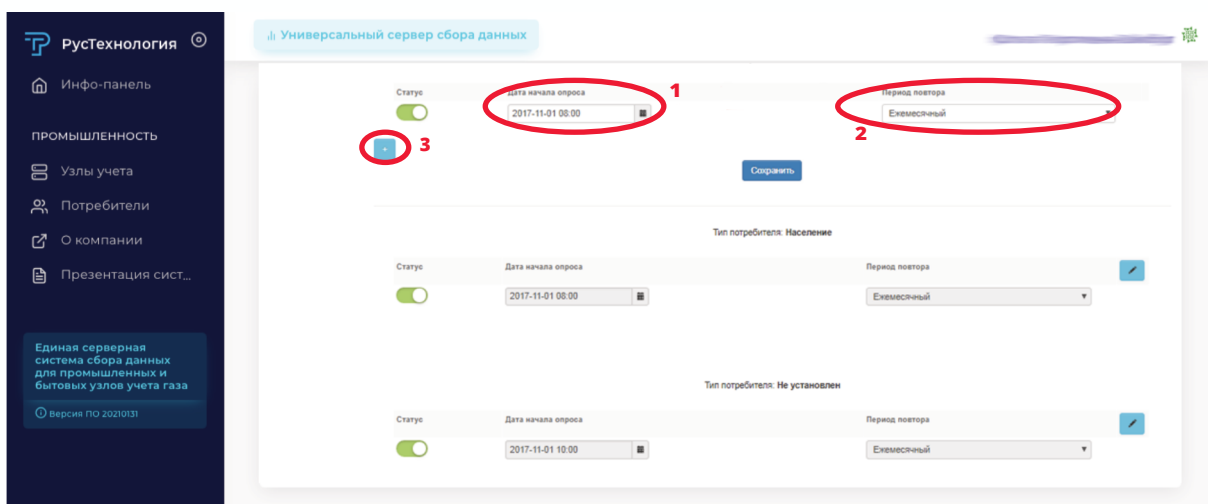 РусТехнология
Универсальный сервер сбора данных
Инфо-панель
ПРОМЫШЛЕННОСТЬ
Узлы учета
Потребители
О компании
Презентация сист...
Единая серверная
система сбора данных
для промышленных и
бытовых узлов учета газа
Версия ПО 20210131
Статус Дата начала опроса Период повтора
1
2017-11-01 08:00 Ежемесячный
2
+ 3
Сохранить
Тип потребителя: Население
Статус Дата начала опроса Период повтора
2017-11-01 08:00 Ежемесячный
Тип потребителя: Не установлен
Статус Дата начала опроса Период повтора
2017-11-01 10:00 Ежемесячный